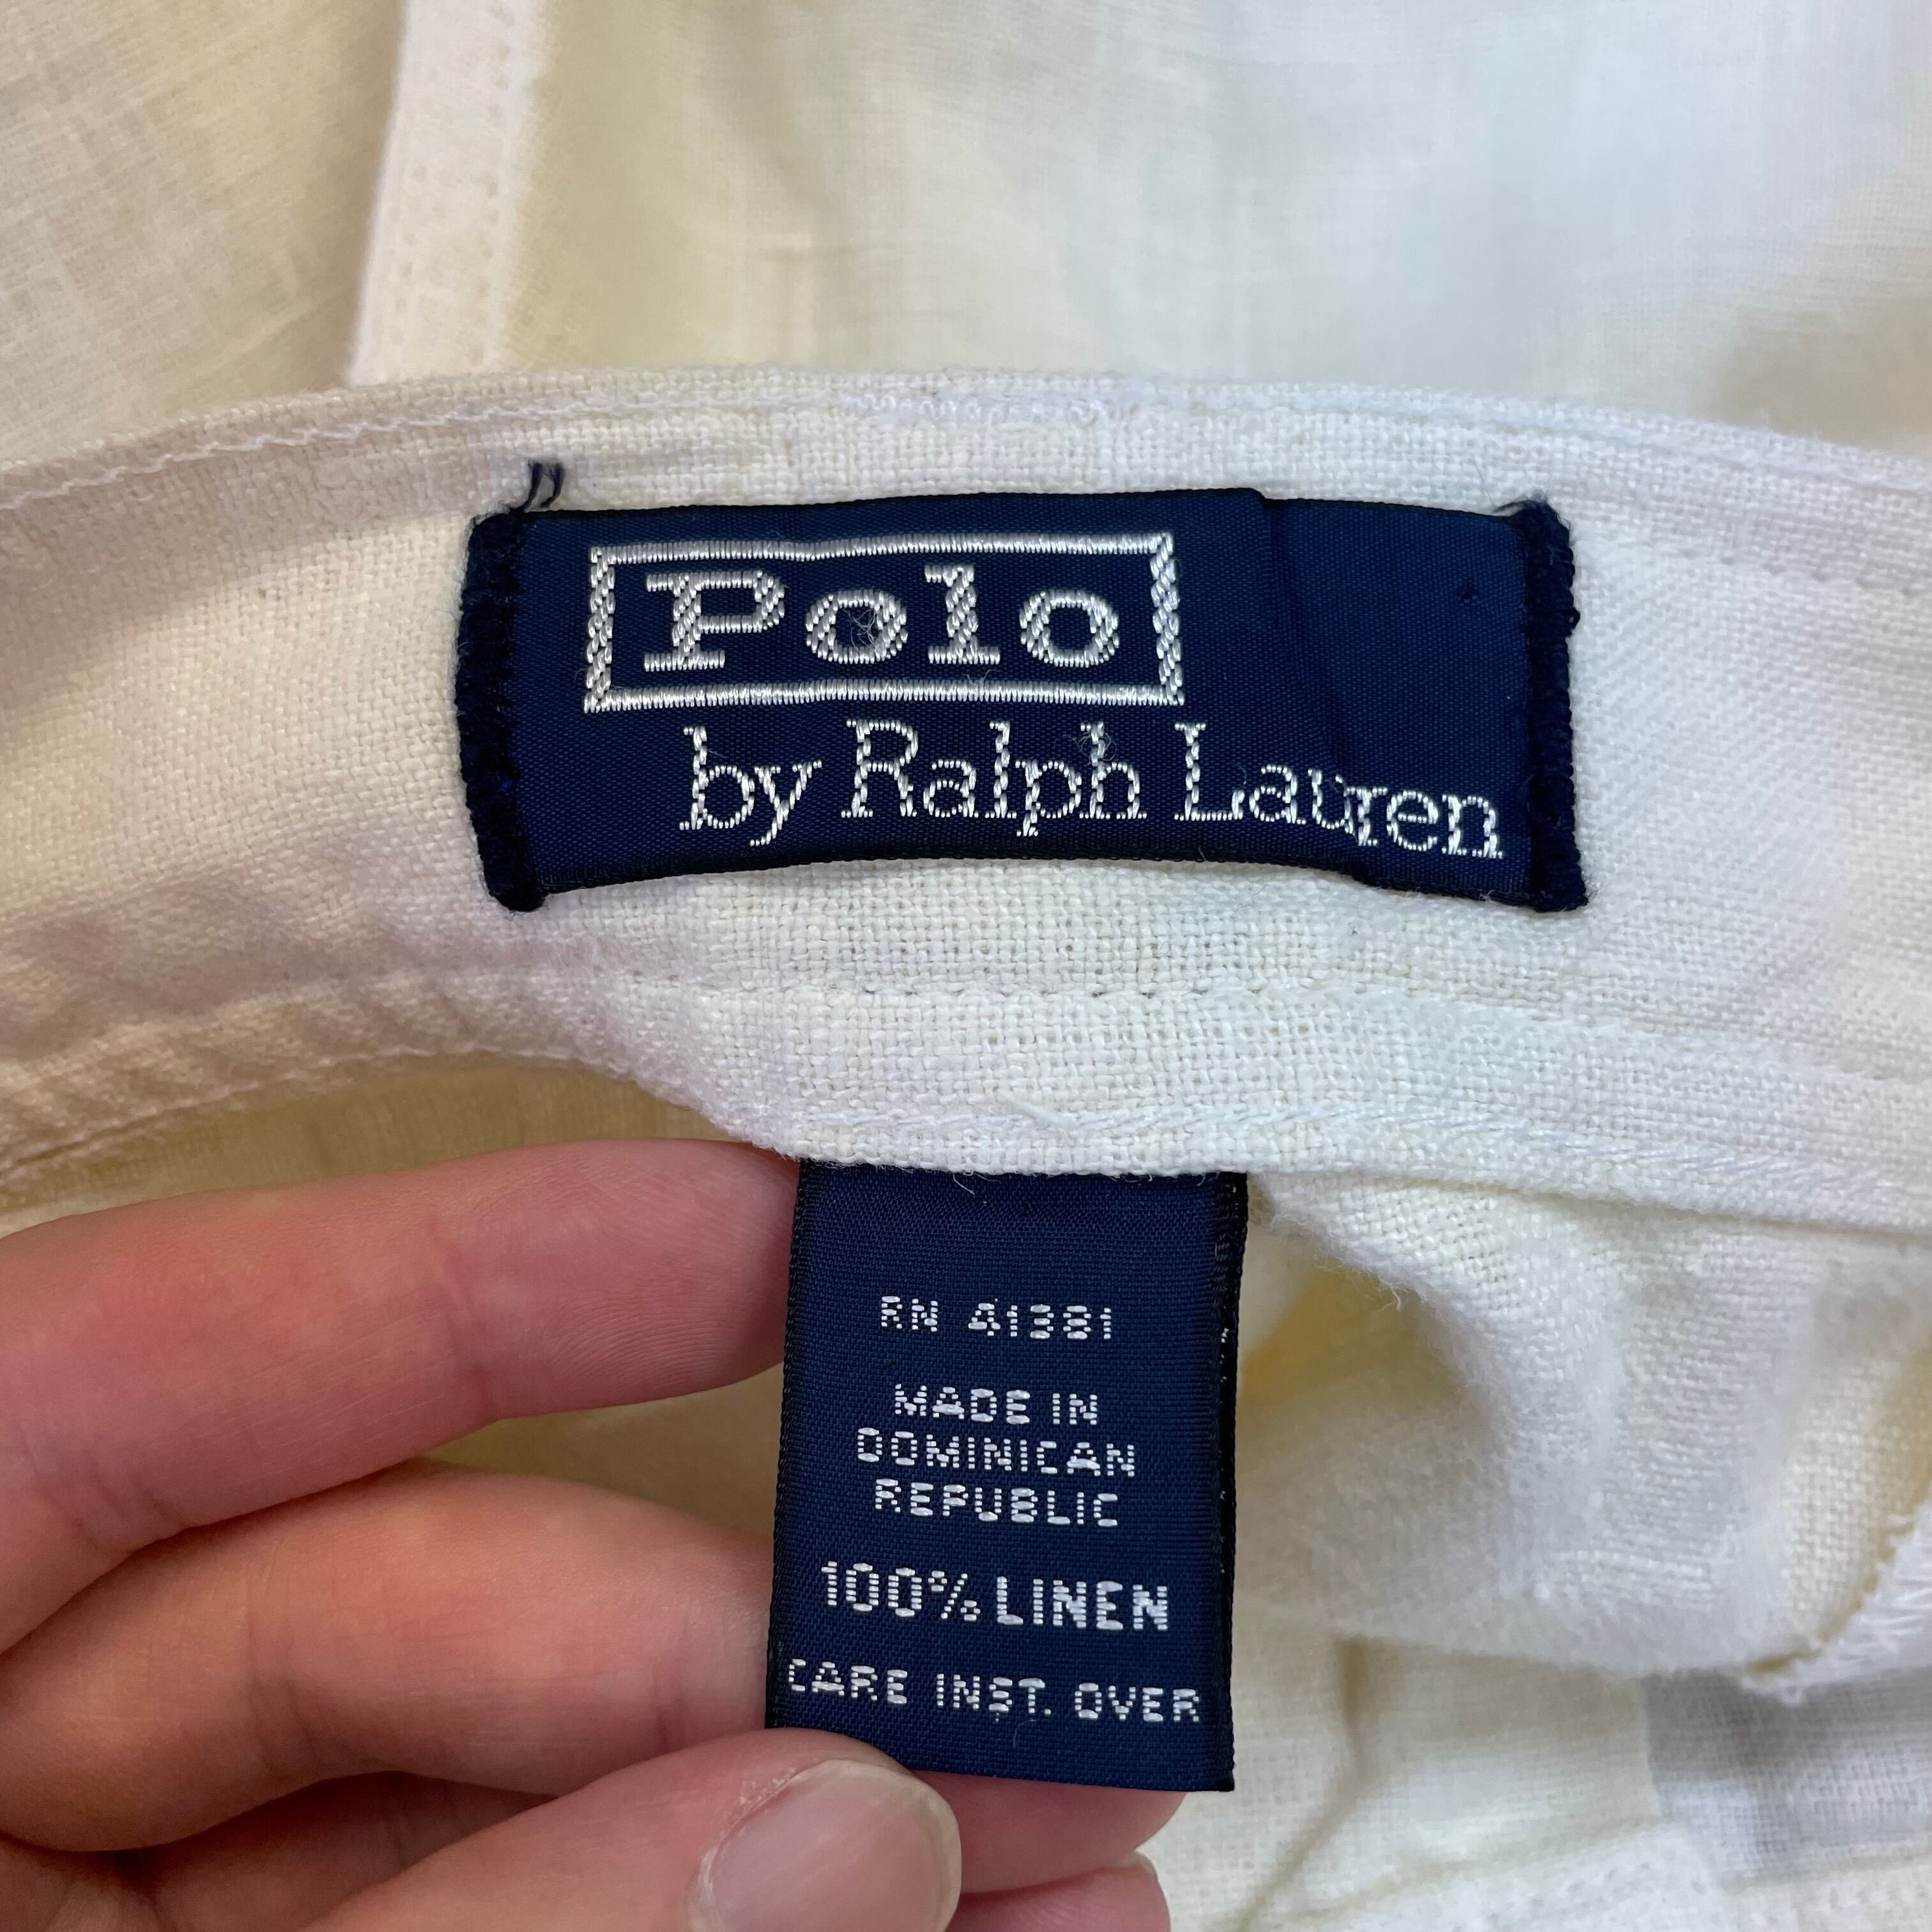 Polo
by Ralph Lauren
RN 41381
MADE IN
DOMINICAN
REPUBLIC
100% LINEN
CARE INST. OVER